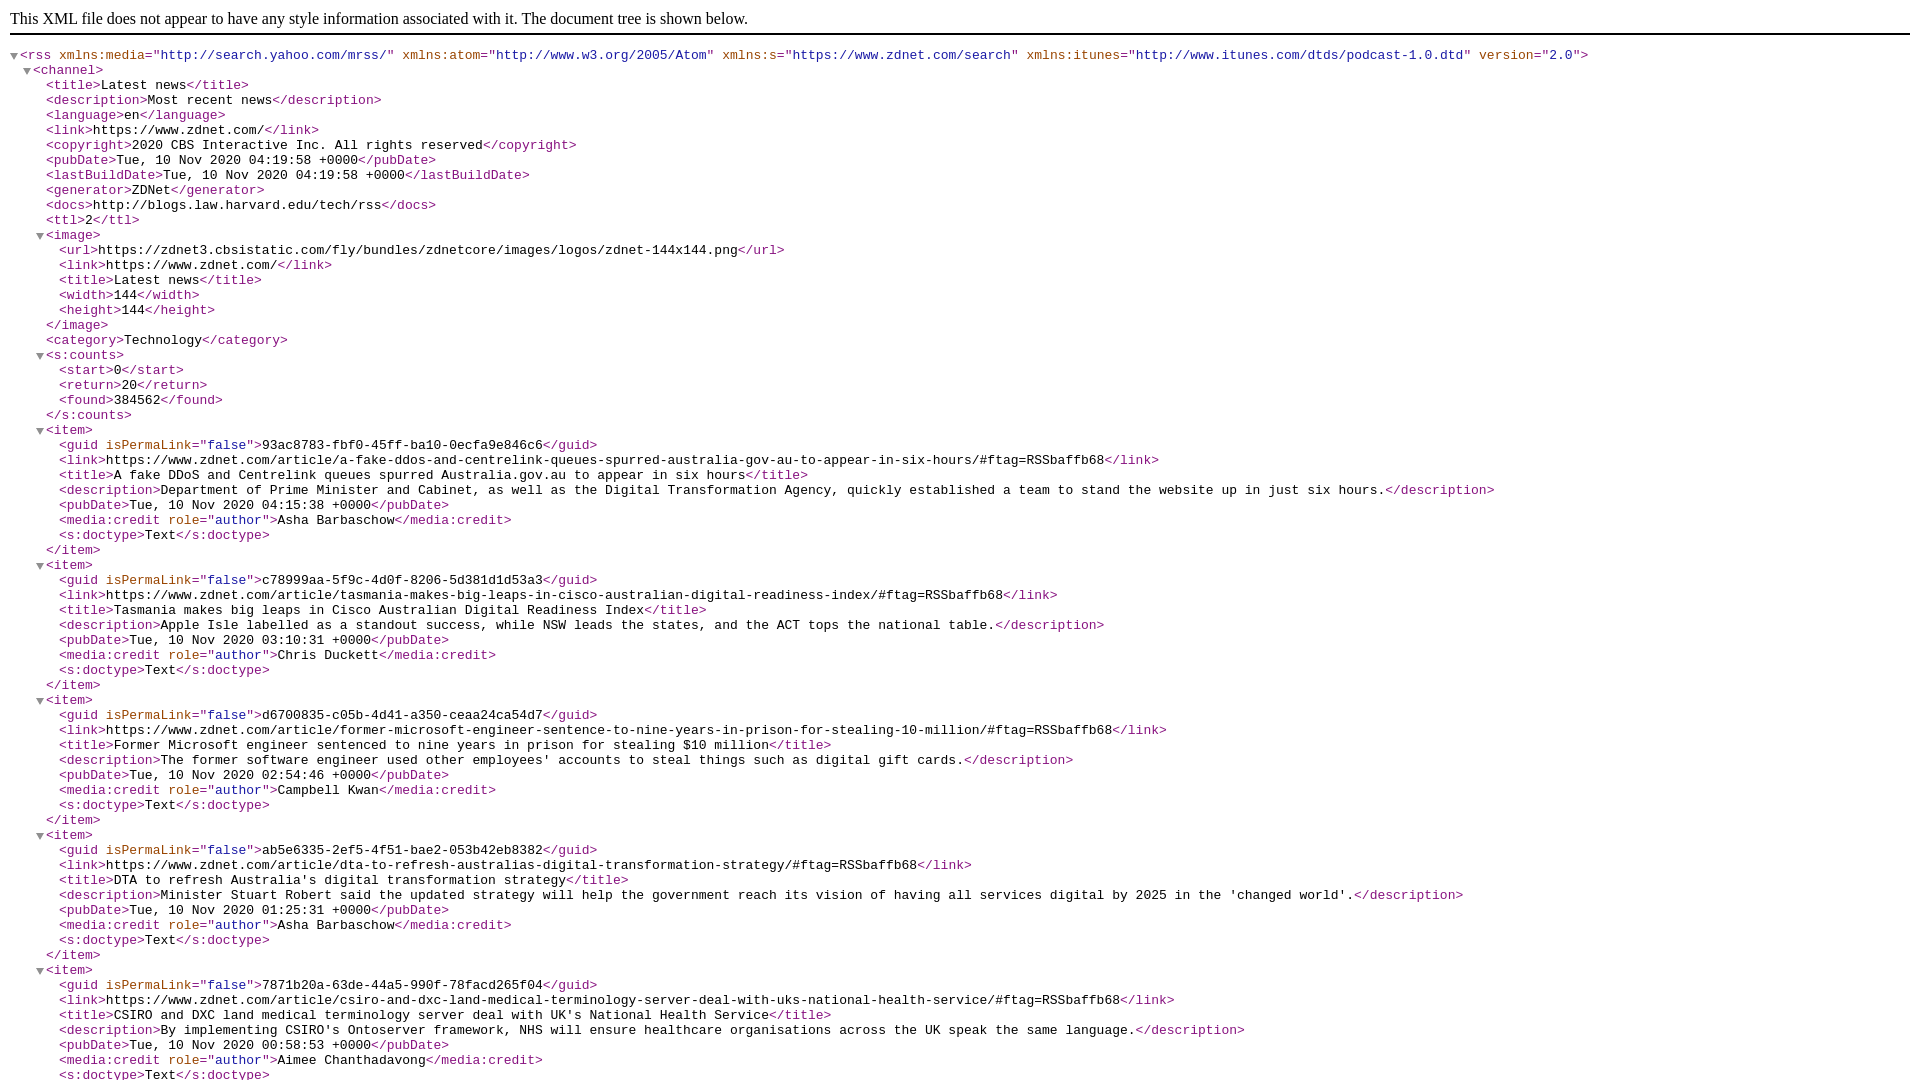 This XML file does not appear to have any style information associated with it. The document tree is shown below.
<rss xmlns:media="http://search.yahoo.com/mrss/" xmlns:atom="http://www.w3.org/2005/Atom" xmlns:s="https://www.zdnet.com/search" xmlns:itunes="http://www.itunes.com/dtds/podcast-1.0.dtd" version="2.0">
<channel>
<title>Latest news</title>
<description>Most recent news</description>
<language>en</language>
<link>https://www.zdnet.com/</link>
<copyright>2020 CBS Interactive Inc. All rights reserved</copyright>
<pubDate>Tue, 10 Nov 2020 04:19:58 +0000</pubDate>
<lastBuildDate>Tue, 10 Nov 2020 04:19:58 +0000</lastBuildDate>
<generator>ZDNet</generator>
<docs>http://blogs.law.harvard.edu/tech/rss</docs>
<ttl>2</ttl>
<image>
<url>https://zdnet3.cbsistatic.com/fly/bundles/zdnetcore/images/logos/zdnet-144x144.png</url>
<link>https://www.zdnet.com/</link>
<title>Latest news</title>
<width>144</width>
<height>144</height>
</image>
<category>Technology</category>
<s:counts>
<start>0</start>
<return>20</return>
<found>384562</found>
</s:counts>
<item>
<guid isPermaLink="false">93ac8783-fbf0-45ff-ba10-0ecfa9e846c6</guid>
<link>https://www.zdnet.com/article/a-fake-ddos-and-centrelink-queues-spurred-australia-gov-au-to-appear-in-six-hours/#ftag=RSSbaffb68</link>
<title>A fake DDoS and Centrelink queues spurred Australia.gov.au to appear in six hours</title>
<description>Department of Prime Minister and Cabinet, as well as the Digital Transformation Agency, quickly established a team to stand the website up in just six hours.</description>
<pubDate>Tue, 10 Nov 2020 04:15:38 +0000</pubDate>
<media:credit role="author">Asha Barbaschow</media:credit>
<s:doctype>Text</s:doctype>
</item>
<item>
<guid isPermaLink="false">c78999aa-5f9c-4d0f-8206-5d381d1d53a3</guid>
<link>https://www.zdnet.com/article/tasmania-makes-big-leaps-in-cisco-australian-digital-readiness-index/#ftag=RSSbaffb68</link>
<title>Tasmania makes big leaps in Cisco Australian Digital Readiness Index</title>
<description>Apple Isle labelled as a standout success, while NSW leads the states, and the ACT tops the national table.</description>
<pubDate>Tue, 10 Nov 2020 03:10:31 +0000</pubDate>
<media:credit role="author">Chris Duckett</media:credit>
<s:doctype>Text</s:doctype>
</item>
<item>
<guid isPermaLink="false">d6700835-c05b-4d41-a350-ceaa24ca54d7</guid>
<link>https://www.zdnet.com/article/former-microsoft-engineer-sentence-to-nine-years-in-prison-for-stealing-10-million/#ftag=RSSbaffb68</link>
<title>Former Microsoft engineer sentenced to nine years in prison for stealing $10 million</title>
<description>The former software engineer used other employees' accounts to steal things such as digital gift cards.</description>
<pubDate>Tue, 10 Nov 2020 02:54:46 +0000</pubDate>
<media:credit role="author">Campbell Kwan</media:credit>
<s:doctype>Text</s:doctype>
</item>
<item>
<guid isPermaLink="false">ab5e6335-2ef5-4f51-bae2-053b42eb8382</guid>
<link>https://www.zdnet.com/article/dta-to-refresh-australias-digital-transformation-strategy/#ftag=RSSbaffb68</link>
<title>DTA to refresh Australia's digital transformation strategy</title>
<description>Minister Stuart Robert said the updated strategy will help the government reach its vision of having all services digital by 2025 in the 'changed world'.</description>
<pubDate>Tue, 10 Nov 2020 01:25:31 +0000</pubDate>
<media:credit role="author">Asha Barbaschow</media:credit>
<s:doctype>Text</s:doctype>
</item>
<item>
<guid isPermaLink="false">7871b20a-63de-44a5-990f-78facd265f04</guid>
<link>https://www.zdnet.com/article/csiro-and-dxc-land-medical-terminology-server-deal-with-uks-national-health-service/#ftag=RSSbaffb68</link>
<title>CSIRO and DXC land medical terminology server deal with UK's National Health Service</title>
<description>By implementing CSIRO's Ontoserver framework, NHS will ensure healthcare organisations across the UK speak the same language.</description>
<pubDate>Tue, 10 Nov 2020 00:58:53 +0000</pubDate>
<media:credit role="author">Aimee Chanthadavong</media:credit>
<s:doctype>Text</s:doctype>